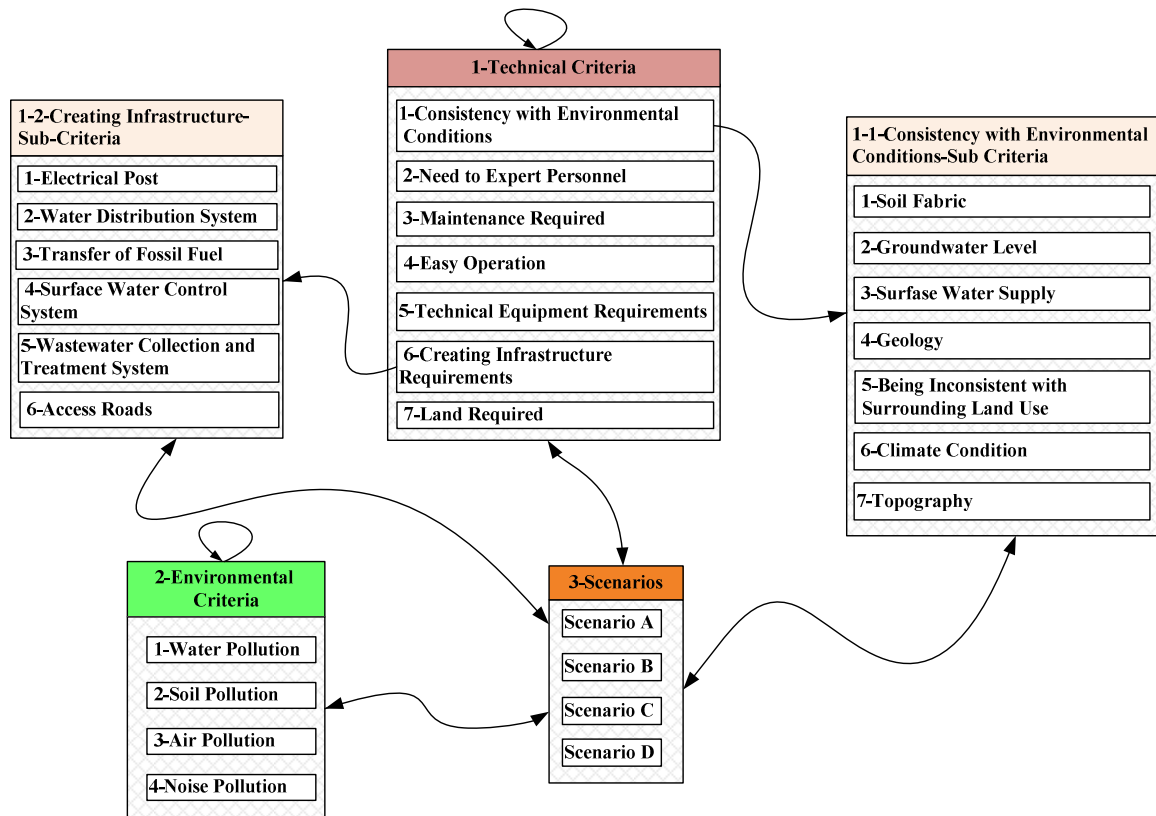 1-Technical Criteria
1-Consistency with Environmental
Conditions
2-Need to Expert Personnel
3-Maintenance Required
4-Easy Operation
5-Technical Equipment Requirements
6-Creating Infrastructure
Requirements
7-Land Required
1-2-Creating Infrastructure-
Sub-Criteria
1-Electrical Post
2-Water Distribution System
3-Transfer of Fossil Fuel
4-Surface Water Control
System
5-Wastewater Collection and
Treatment System
6-Access Roads
1-1-Consistency with Environmental
Conditions-Sub Criteria
1-Soil Fabric
2-Groundwater Level
3-Surfase Water Supply
4-Geology
5-Being Inconsistent with
Surrounding Land Use
6-Climate Condition
7-Topography
2-Environmental
Criteria
1-Water Pollution
2-Soil Pollution
3-Air Pollution
4-Noise Pollution
3-Scenarios
Scenario A
Scenario B
Scenario C
Scenario D